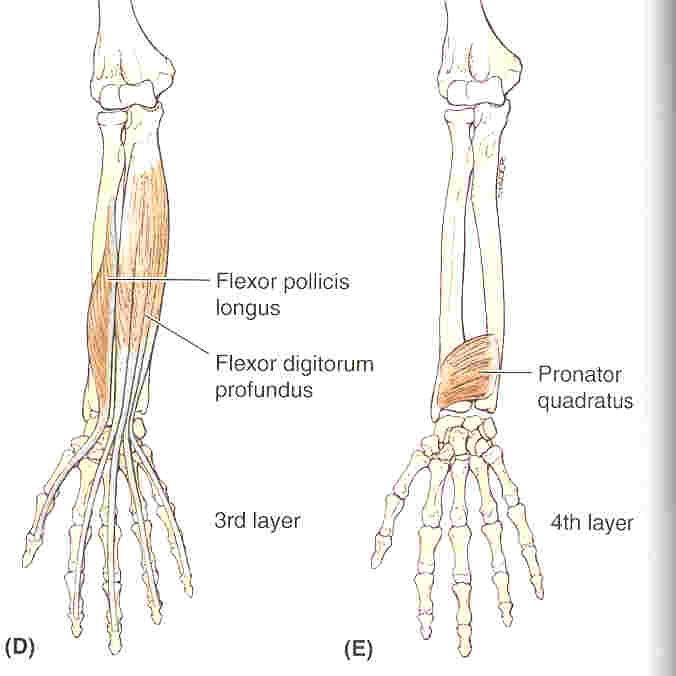 Flexor pollicis
longus
Flexor digitorum
profundus
3rd layer
(D)
Pronator
quadratus
4th layer
(E)